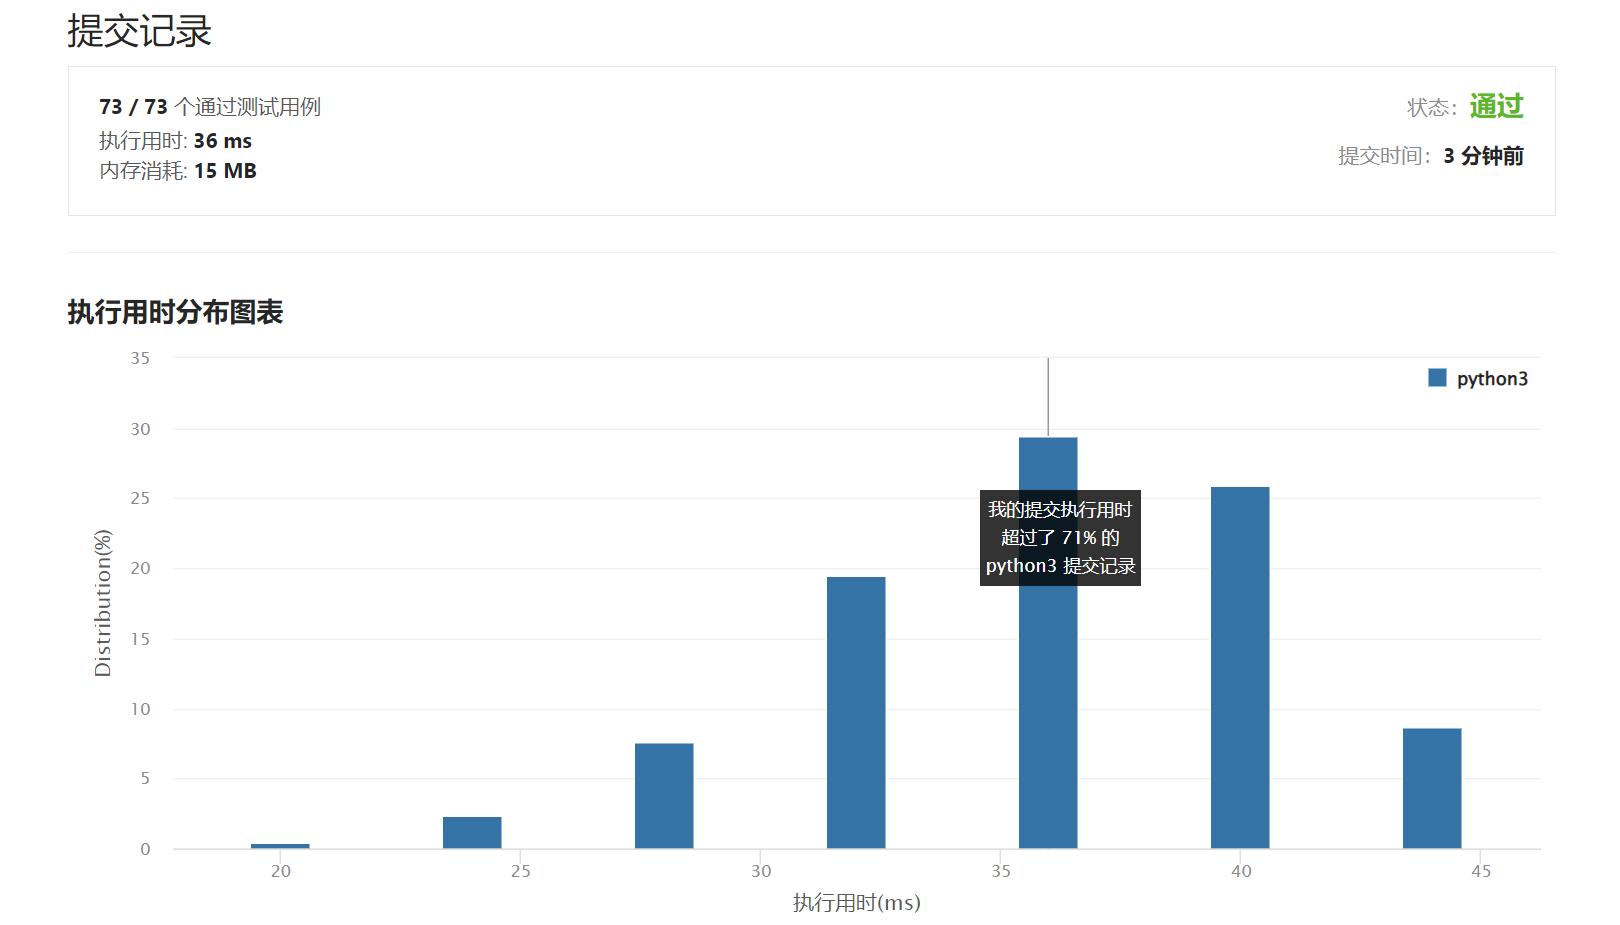 提交记录
73 / 73 个通过测试用例
状态：通过
执行用时: 36 ms
内存消耗: 15 MB
提交时间：3 分钟前
执行用时分布图表
35
30
25
20
15
10
5
0
Distribution(%)
python3
我的提交执行用时
超过了 71% 的
python3 提交记录
20 25 30 35 40 45
执行用时(ms)